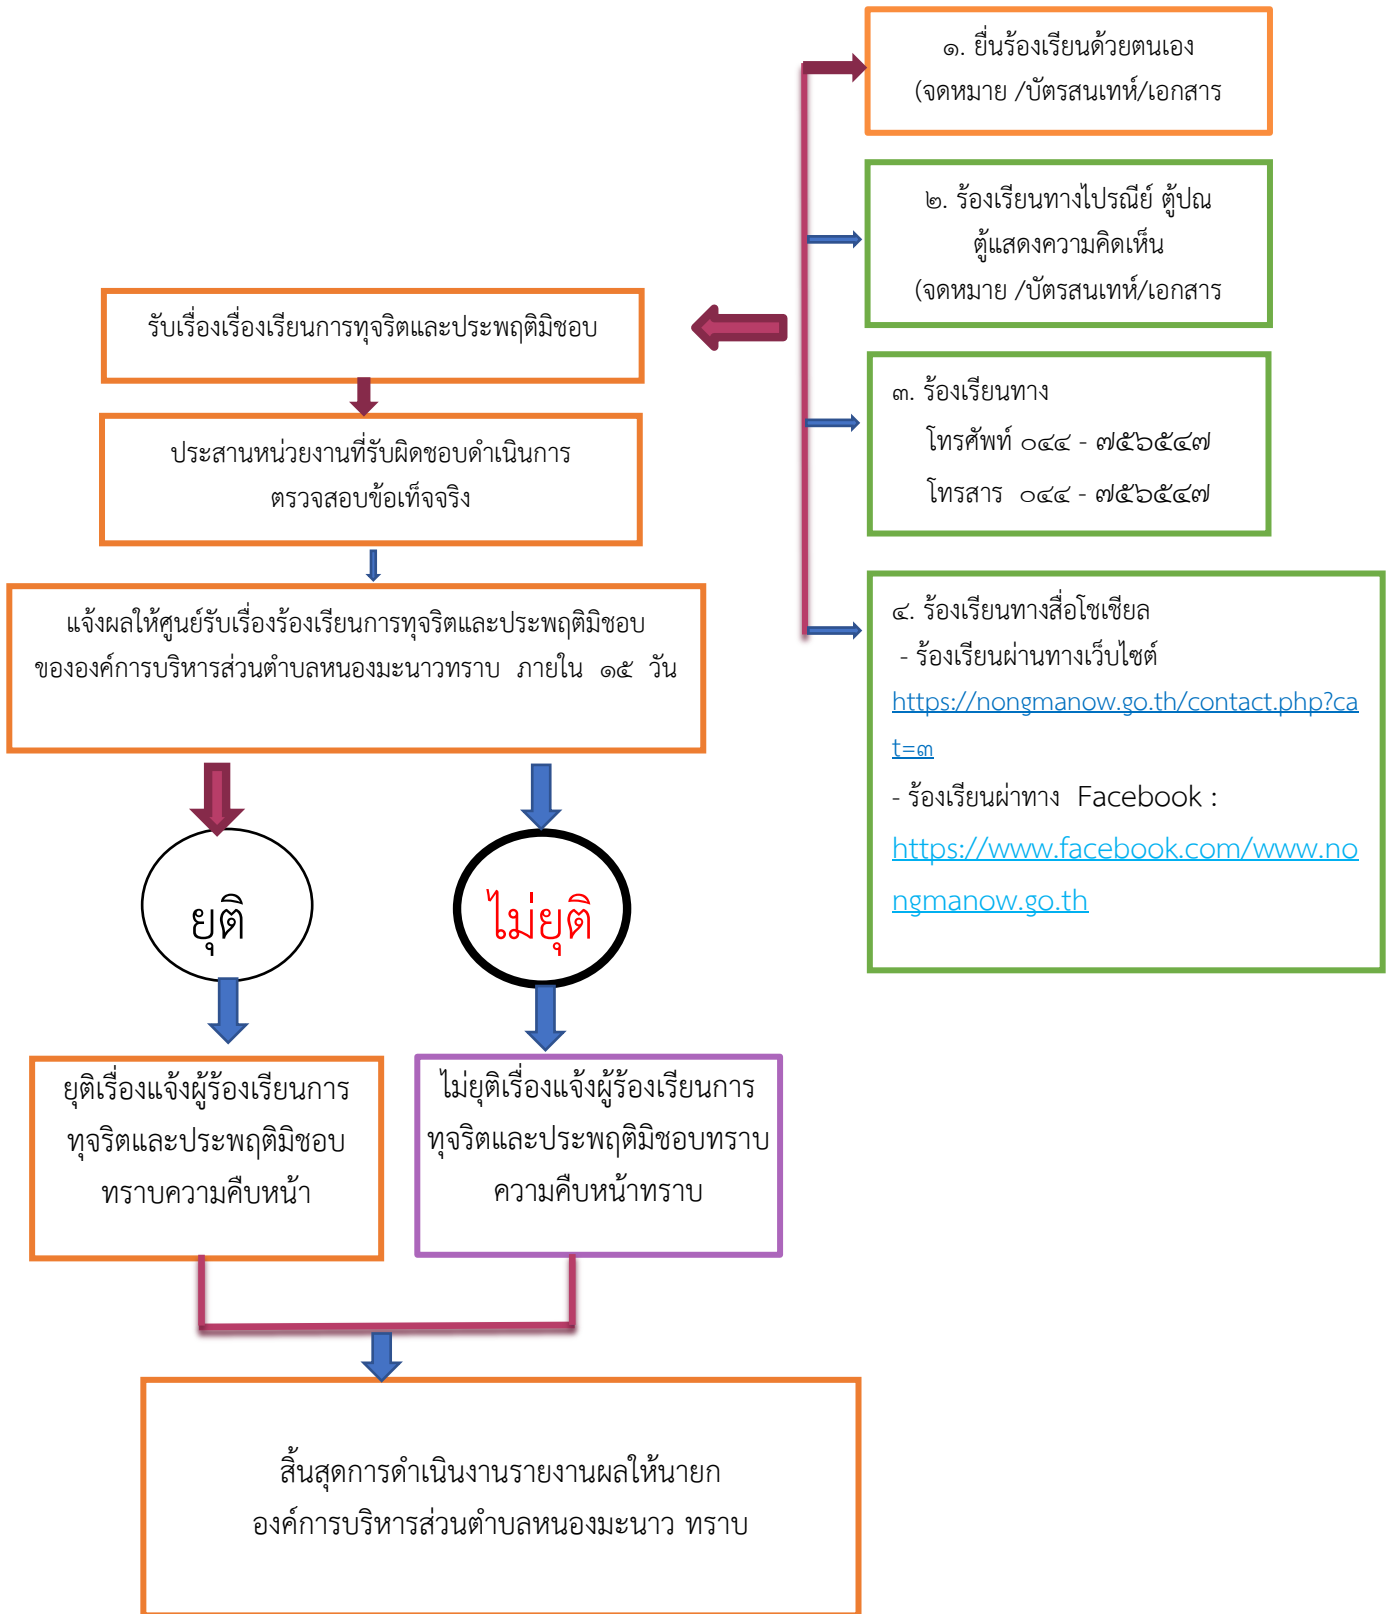 ๑. ยื่นร้องเรียนด้วยตนเอง
(จดหมาย /บัตรสนเทห์/เอกสาร
๒. ร้องเรียนทางไปรณีย์ ตู้ปณ
ตู้แสดงความคิดเห็น
(จดหมาย /บัตรสนเทห์/เอกสาร
๓. ร้องเรียนทาง
โทรศัพท์ ๐๔๔ - ๗๕๖๕๔๗
โทรสาร ๐๔๔ - ๗๕๖๕๔๗
๔. ร้องเรียนทางสื่อโชเชียล
- ร้องเรียนผ่านทางเว็บไซต์
https://nongmanow.go.th/contact.php?ca
t=๓
- ร้องเรียนผ่าทาง Facebook :
https://www.facebook.com/www.no
ngmanow.go.th
รับเรื่องเรื่องเรียนการทุจริตและประพฤติมิชอบ
ประสานหน่วยงานที่รับผิดชอบดำเนินการ
ตรวจสอบข้อเท็จจริง
แจ้งผลให้ศูนย์รับเรื่องร้องเรียนการทุจริตและประพฤติมิชอบ
ขององค์การบริหารส่วนตำบลหนองมะนาวทราบ ภายใน ๑๕ วัน
ยุติ
ไม่ยุติ
ยุติเรื่องแจ้งผู้ร้องเรียนการ
ทุจริตและประพฤติมิชอบ
ทราบความคืบหน้า
ไม่ยุติเรื่องแจ้งผู้ร้องเรียนการ
ทุจริตและประพฤติมิชอบทราบ
ความคืบหน้าทราบ
สิ้นสุดการดำเนินงานรายงานผลให้นายก
องค์การบริหารส่วนตำบลหนองมะนาว ทราบ